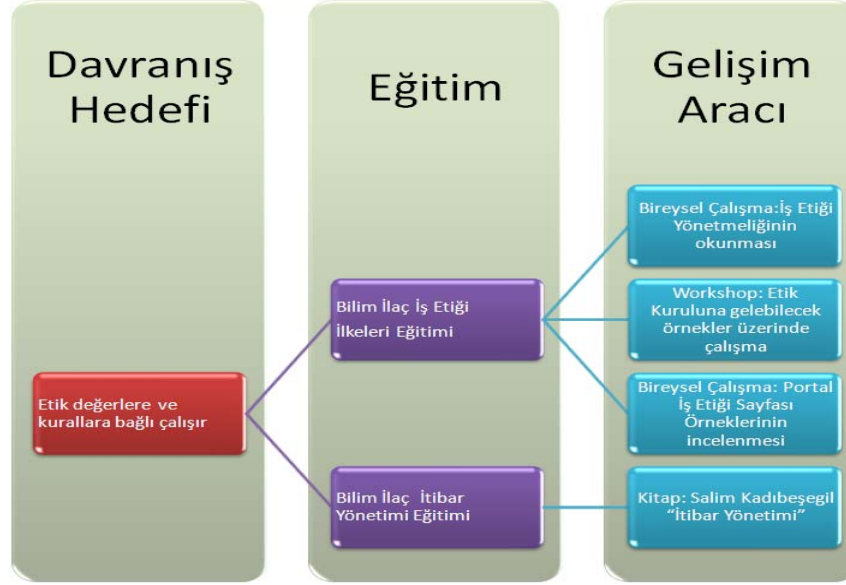 Davranış
Hedefi
Eğitim
Gelişim
Aracı
Etik değerlere ve
kurallara bağlı çalışır
Bilim İlaç İş Etiği
İlkeleri Eğitimi
Bilim İlaç İtibar
Yönetimi Eğitimi
Bireysel Çalışma:İş Etiği
Yönetmeliğinin
okunması
Workshop: Etik
Kuruluna gelebilecek
örnekler üzerinde
çalışma
Bireysel Çalışma: Portal
İş Etiği Sayfası
Örneklerinin
incelenmesi
Kitap: Salim Kadıbeşegil
“İtibar Yönetimi”